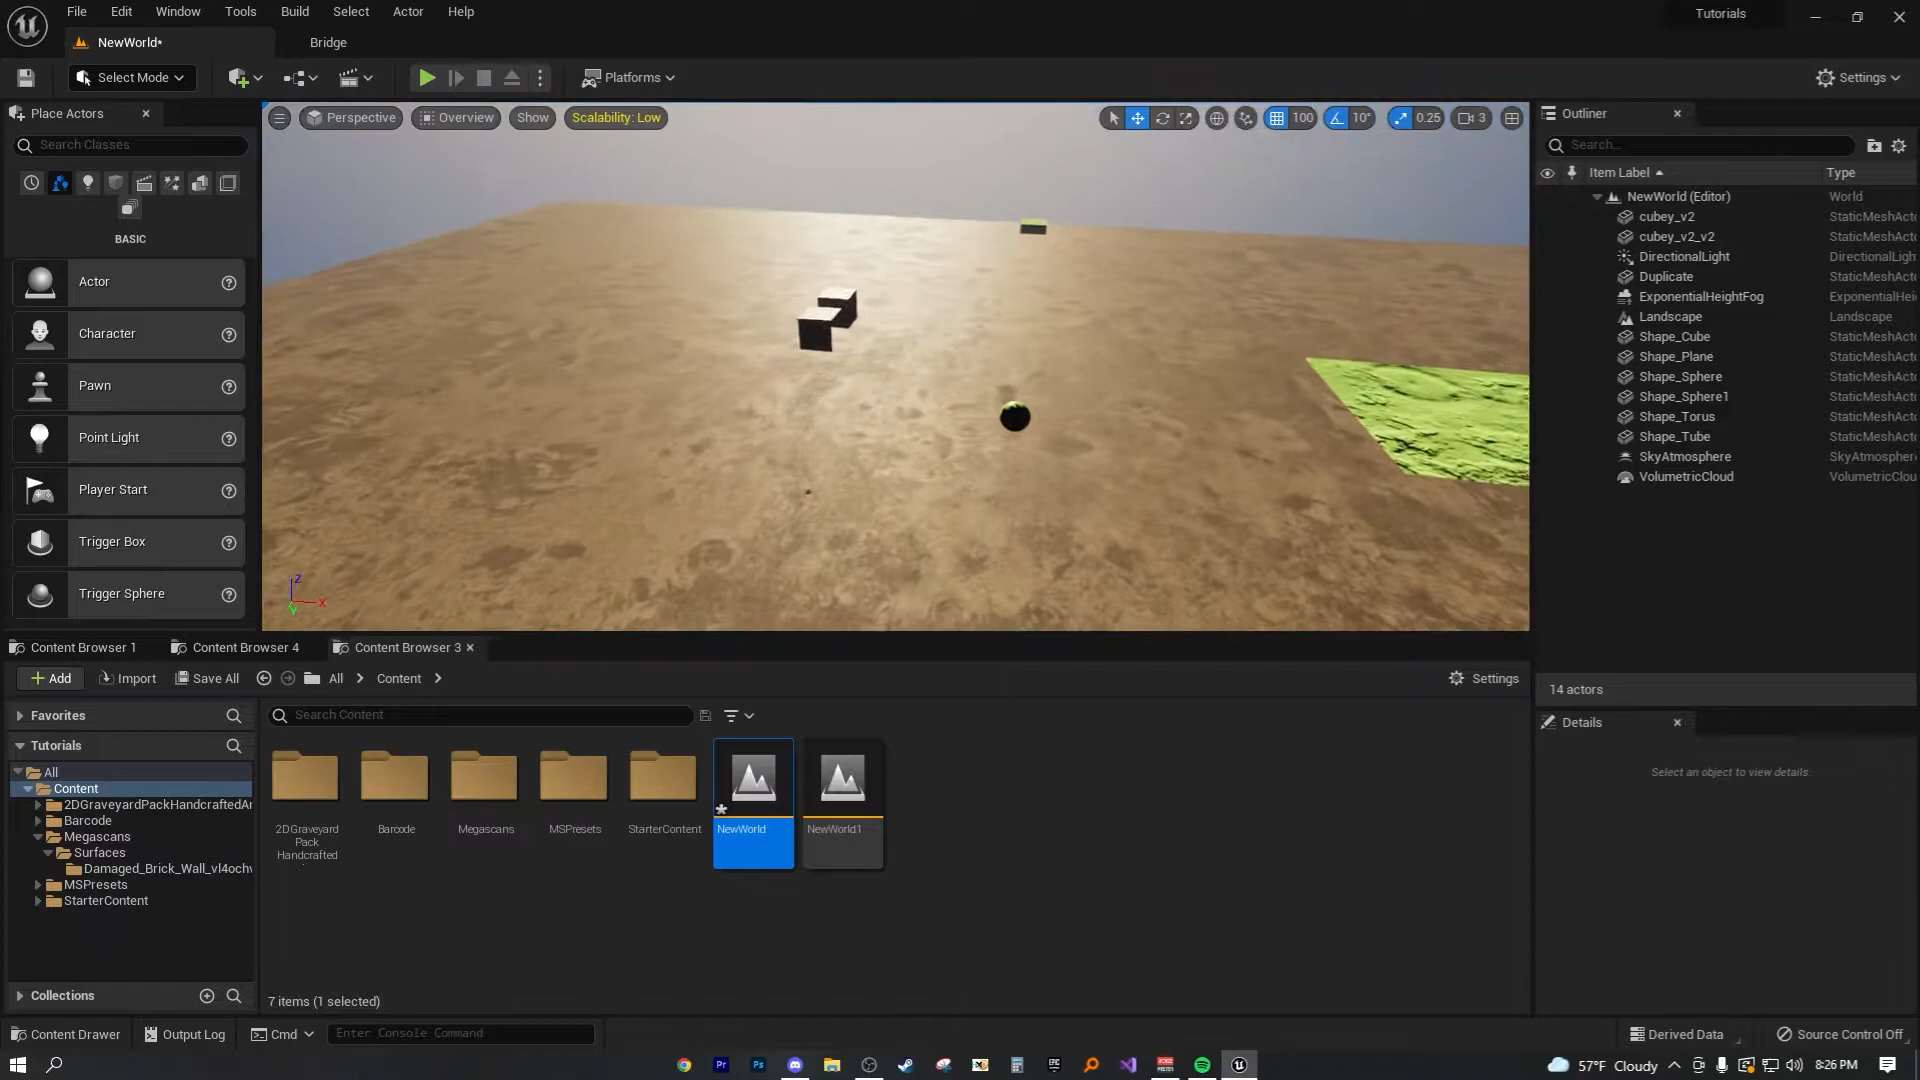 File Edit Window Tools Build Select Actor Help
Tutorials
NewWorld*
Bridge
Select Mode
Platforms
Settings
Place Actors
Search Classes
BASIC
Actor
Character
Pawn
Point Light
Player Start
Trigger Box
Trigger Sphere
Perspective
Overview
Show
Scalability: Low
100
10°
0.25
3
Z
X
Y
Outliner
Search...
Item Label
Type
NewWorld (Editor) World
cubey_v2 StaticMeshActo
cubey_v2_v2 StaticMeshActo
DirectionalLight DirectionalLigh
Duplicate StaticMeshActo
ExponentialHeightFog ExponentialHei
Landscape Landscape
Shape_Cube StaticMeshActo
Shape_Plane StaticMeshActo
Shape_Sphere StaticMeshActo
Shape_Sphere1 StaticMeshActo
Shape_Torus StaticMeshActo
Shape_Tube StaticMeshActo
SkyAtmosphere SkyAtmospher
VolumetricCloud VolumetricClou
14 actors
Details
Select an object to view details.
Content Browser 1
Content Browser 4
Content Browser 3
Add
Import
Save All
All
Content
Settings
Favorites
Tutorials
All
Content
2DGraveyardPackHandcraftedAr
Barcode
Megascans
Surfaces
Damaged_Brick_Wall_vl4ochv
MSPresets
StarterContent
Collections
Search Content
2DGraveyard
Pack
Handcrafted
Barcode
Megascans
MSPresets
StarterContent
NewWorld
NewWorld1
7 items (1 selected)
Content Drawer
Output Log
Cmd
Enter Console Command
Derived Data
Source Control Off
Pr
Ps
EPIC
57°F Cloudy
8:26 PM